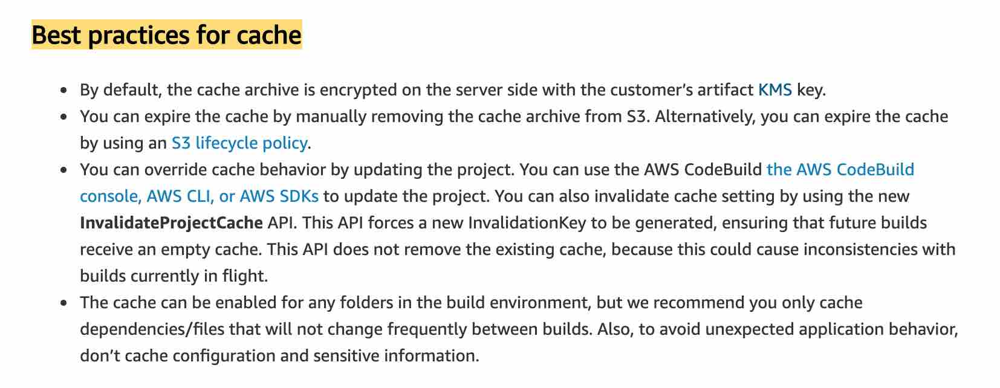 Best practices for cache
• By default, the cache archive is encrypted on the server side with the customer’s artifact KMS key.
• You can expire the cache by manually removing the cache archive from S3. Alternatively, you can expire the cache
by using an S3 lifecycle policy.
• You can override cache behavior by updating the project. You can use the AWS CodeBuild the AWS CodeBuild
console, AWS CLI, or AWS SDKs to update the project. You can also invalidate cache setting by using the new
InvalidateProjectCache API. This API forces a new InvalidationKey to be generated, ensuring that future builds
receive an empty cache. This API does not remove the existing cache, because this could cause inconsistencies with
builds currently in flight.
• The cache can be enabled for any folders in the build environment, but we recommend you only cache
dependencies/files that will not change frequently between builds. Also, to avoid unexpected application behavior,
don’t cache configuration and sensitive information.